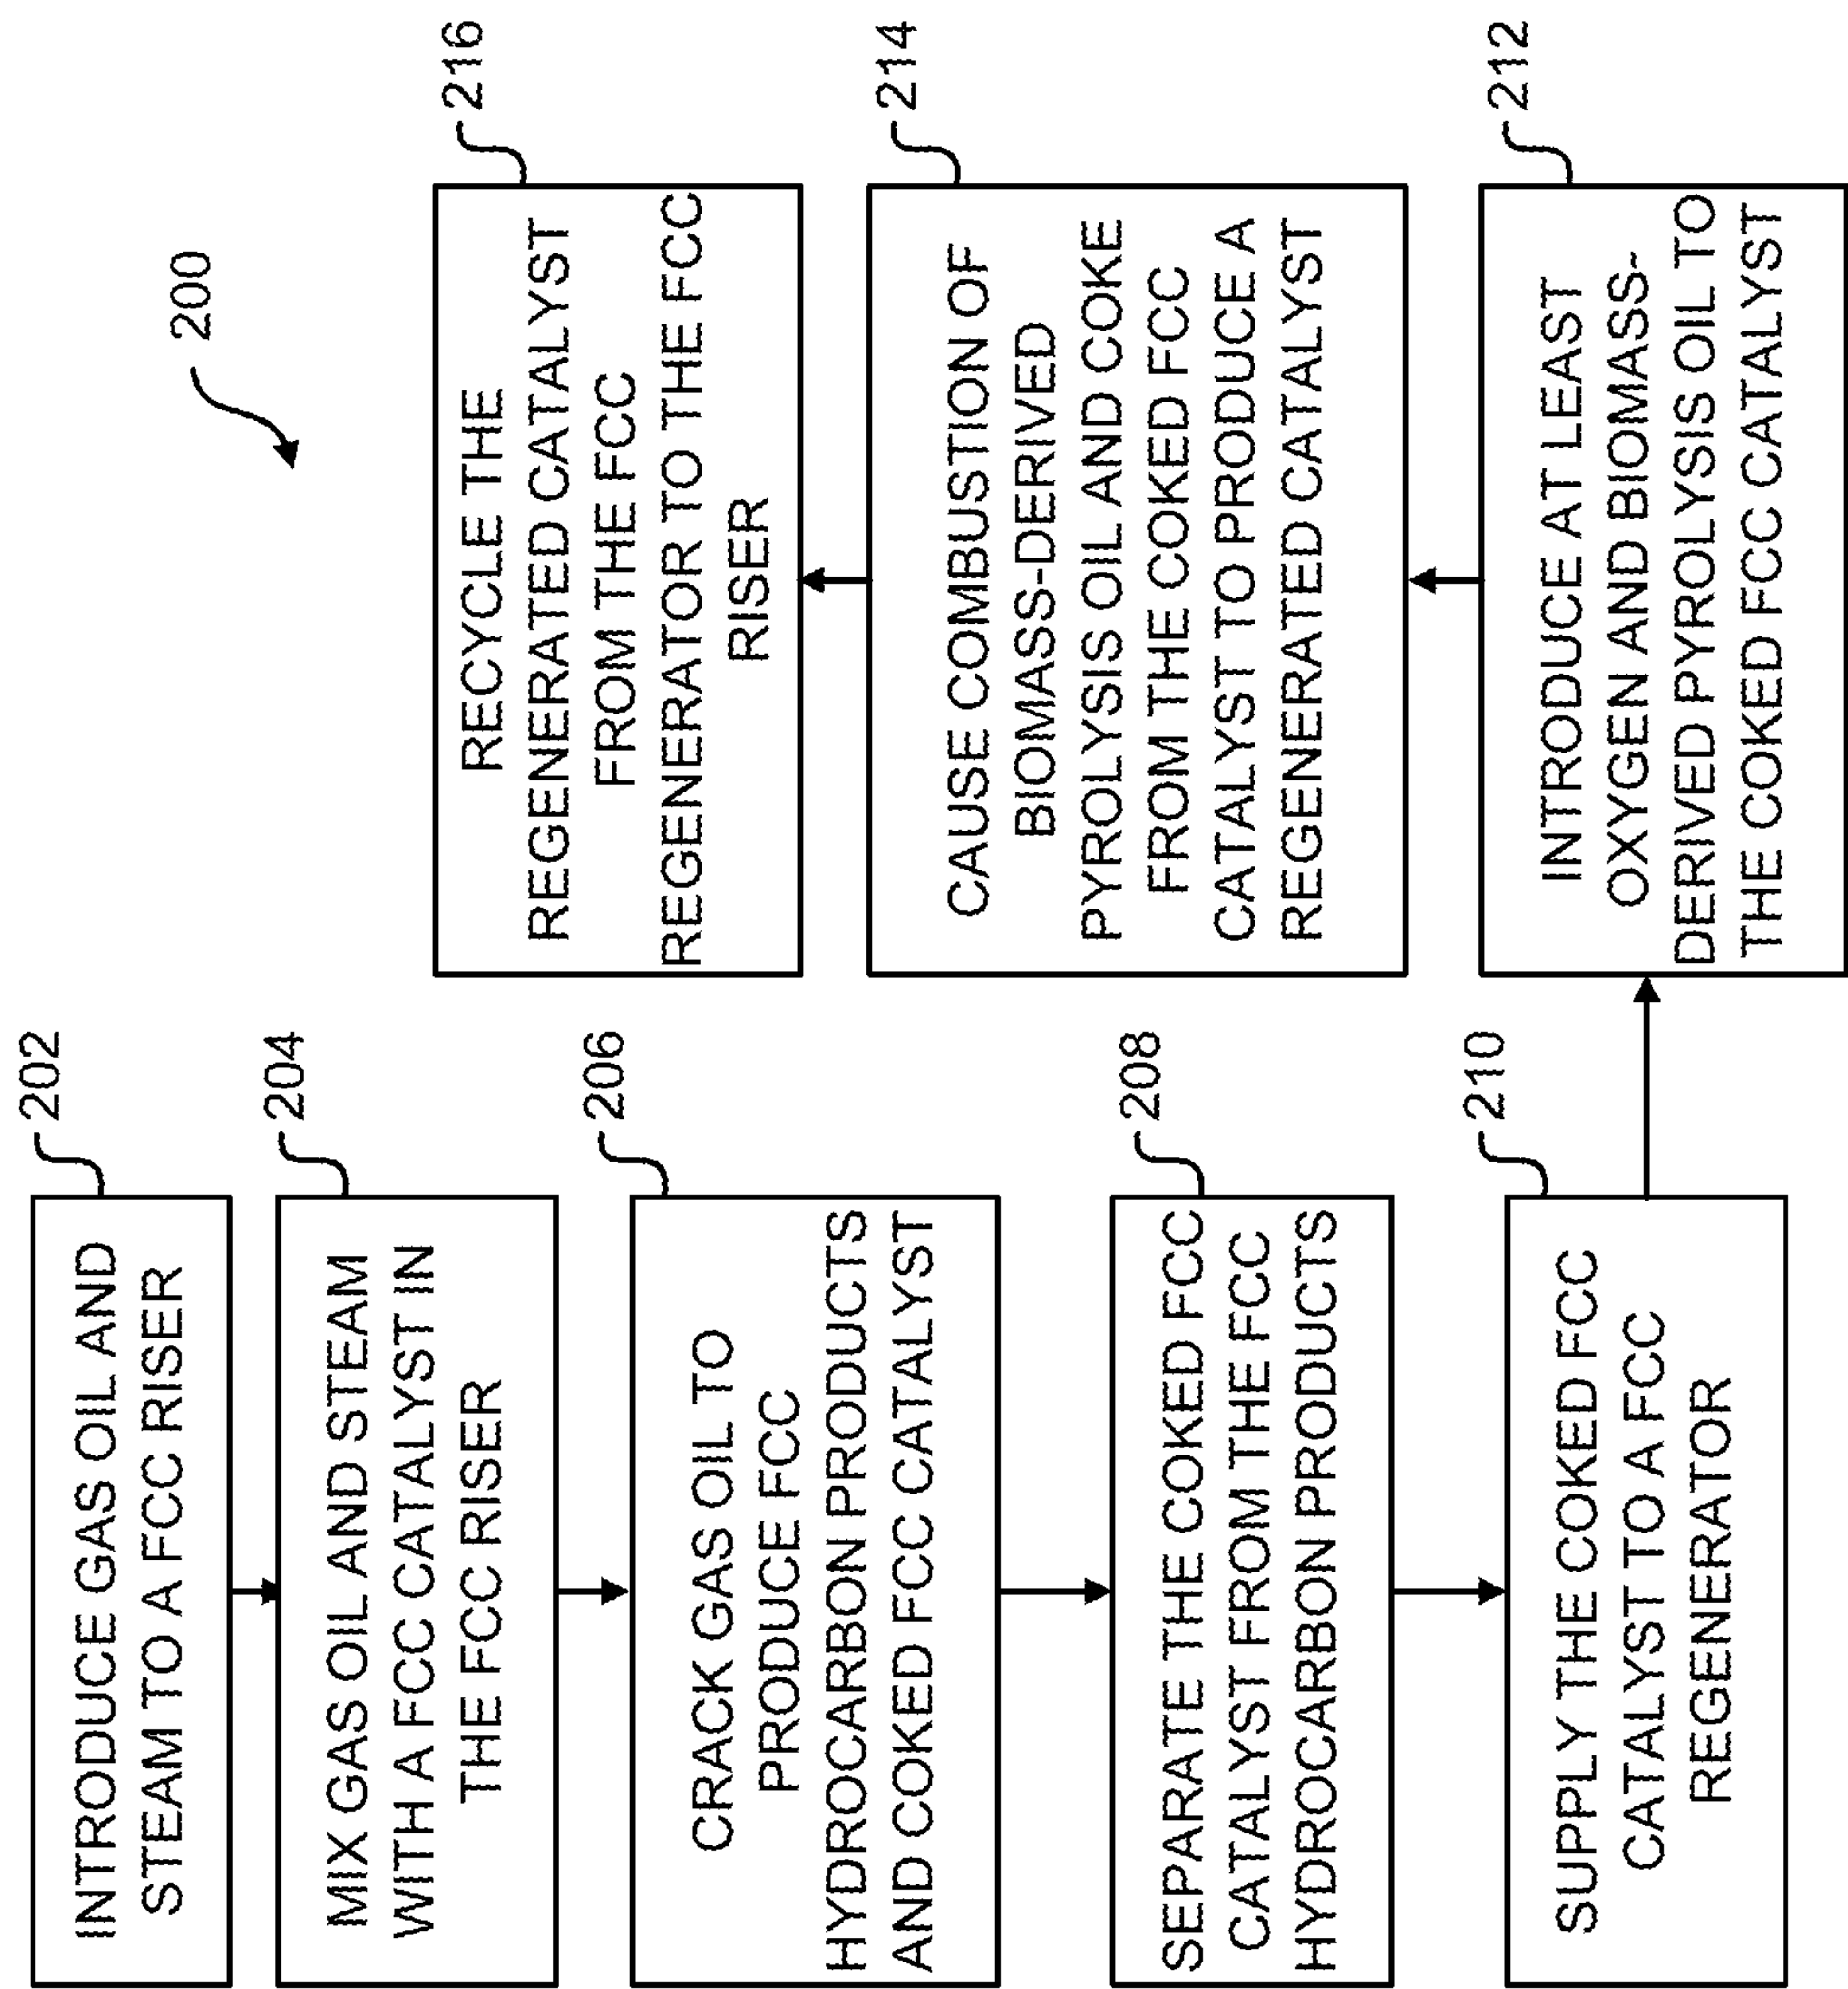 200
202
INTRODUCE GAS OIL AND
STEAM TO A FCC RISER
204
MIX GAS OIL AND STEAM
WITH A FCC CATALYST IN
THE FCC RISER
206
CRACK GAS OIL TO
PRODUCE FCC
HYDROCARBON PRODUCTS
AND COKED FCC CATALYST
208
SEPARATE THE COKED FCC
CATALYST FROM THE FCC
HYDROCARBON PRODUCTS
210
SUPPLY THE COKED FCC
CATALYST TO A FCC
REGENERATOR
212
INTRODUCE AT LEAST
OXYGEN AND BIOMASS-
DERIVED PYROLYSIS OIL TO
THE COKED FCC CATALYST
214
CAUSE COMBUSTION OF
BIOMASS-DERIVED
PYROLYSIS OIL AND COKE
FROM THE COKED FCC
CATALYST TO PRODUCE A
REGENERATED CATALYST
216
RECYCLE THE
REGENERATED CATALYST
FROM THE FCC
REGENERATOR TO THE FCC
RISER